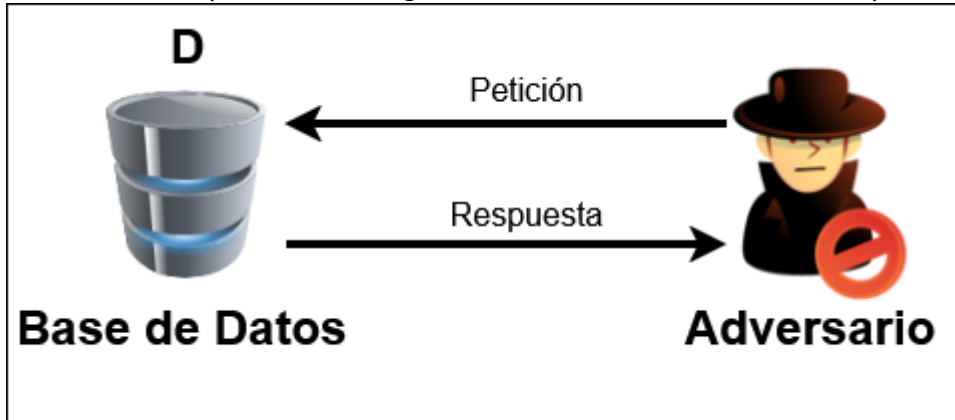 D
Petición
Respuesta
Base de Datos
Adversario